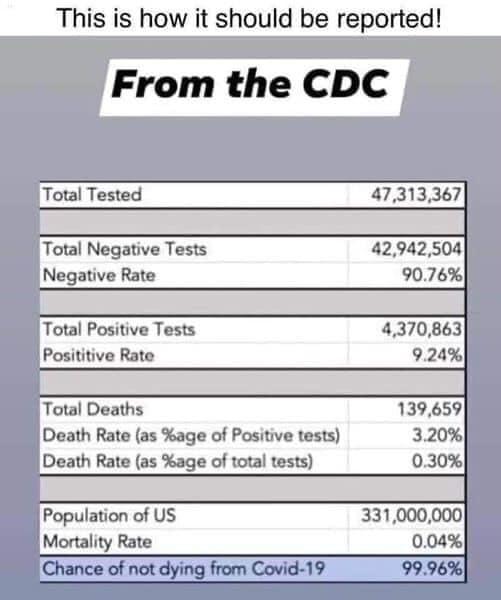 This is how it should be reported!
From the CDC
Total Tested 47,313,367
Total Negative Tests 42,942,504
Negative Rate 90.76%
Total Positive Tests 4,370,863
Posititive Rate 9.24%
Total Deaths 139,659
Death Rate (as %age of Positive tests) 3.20%
Death Rate (as %age of total tests) 0.30%
Population of US 331,000,000
Mortality Rate 0.04%
Chance of not dying from Covid-19 99.96%